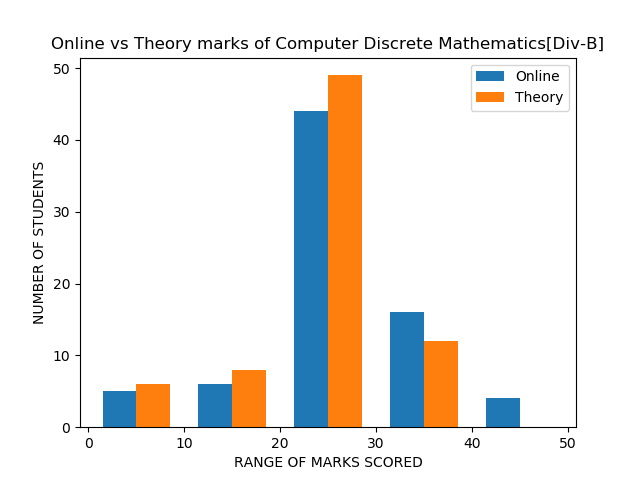 Online vs Theory marks of Computer Discrete Mathematics[Div-B]
Online
Theory
50
40
30
20
10
0
NUMBER OF STUDENTS
0 10 20 30 40 50
RANGE OF MARKS SCORED